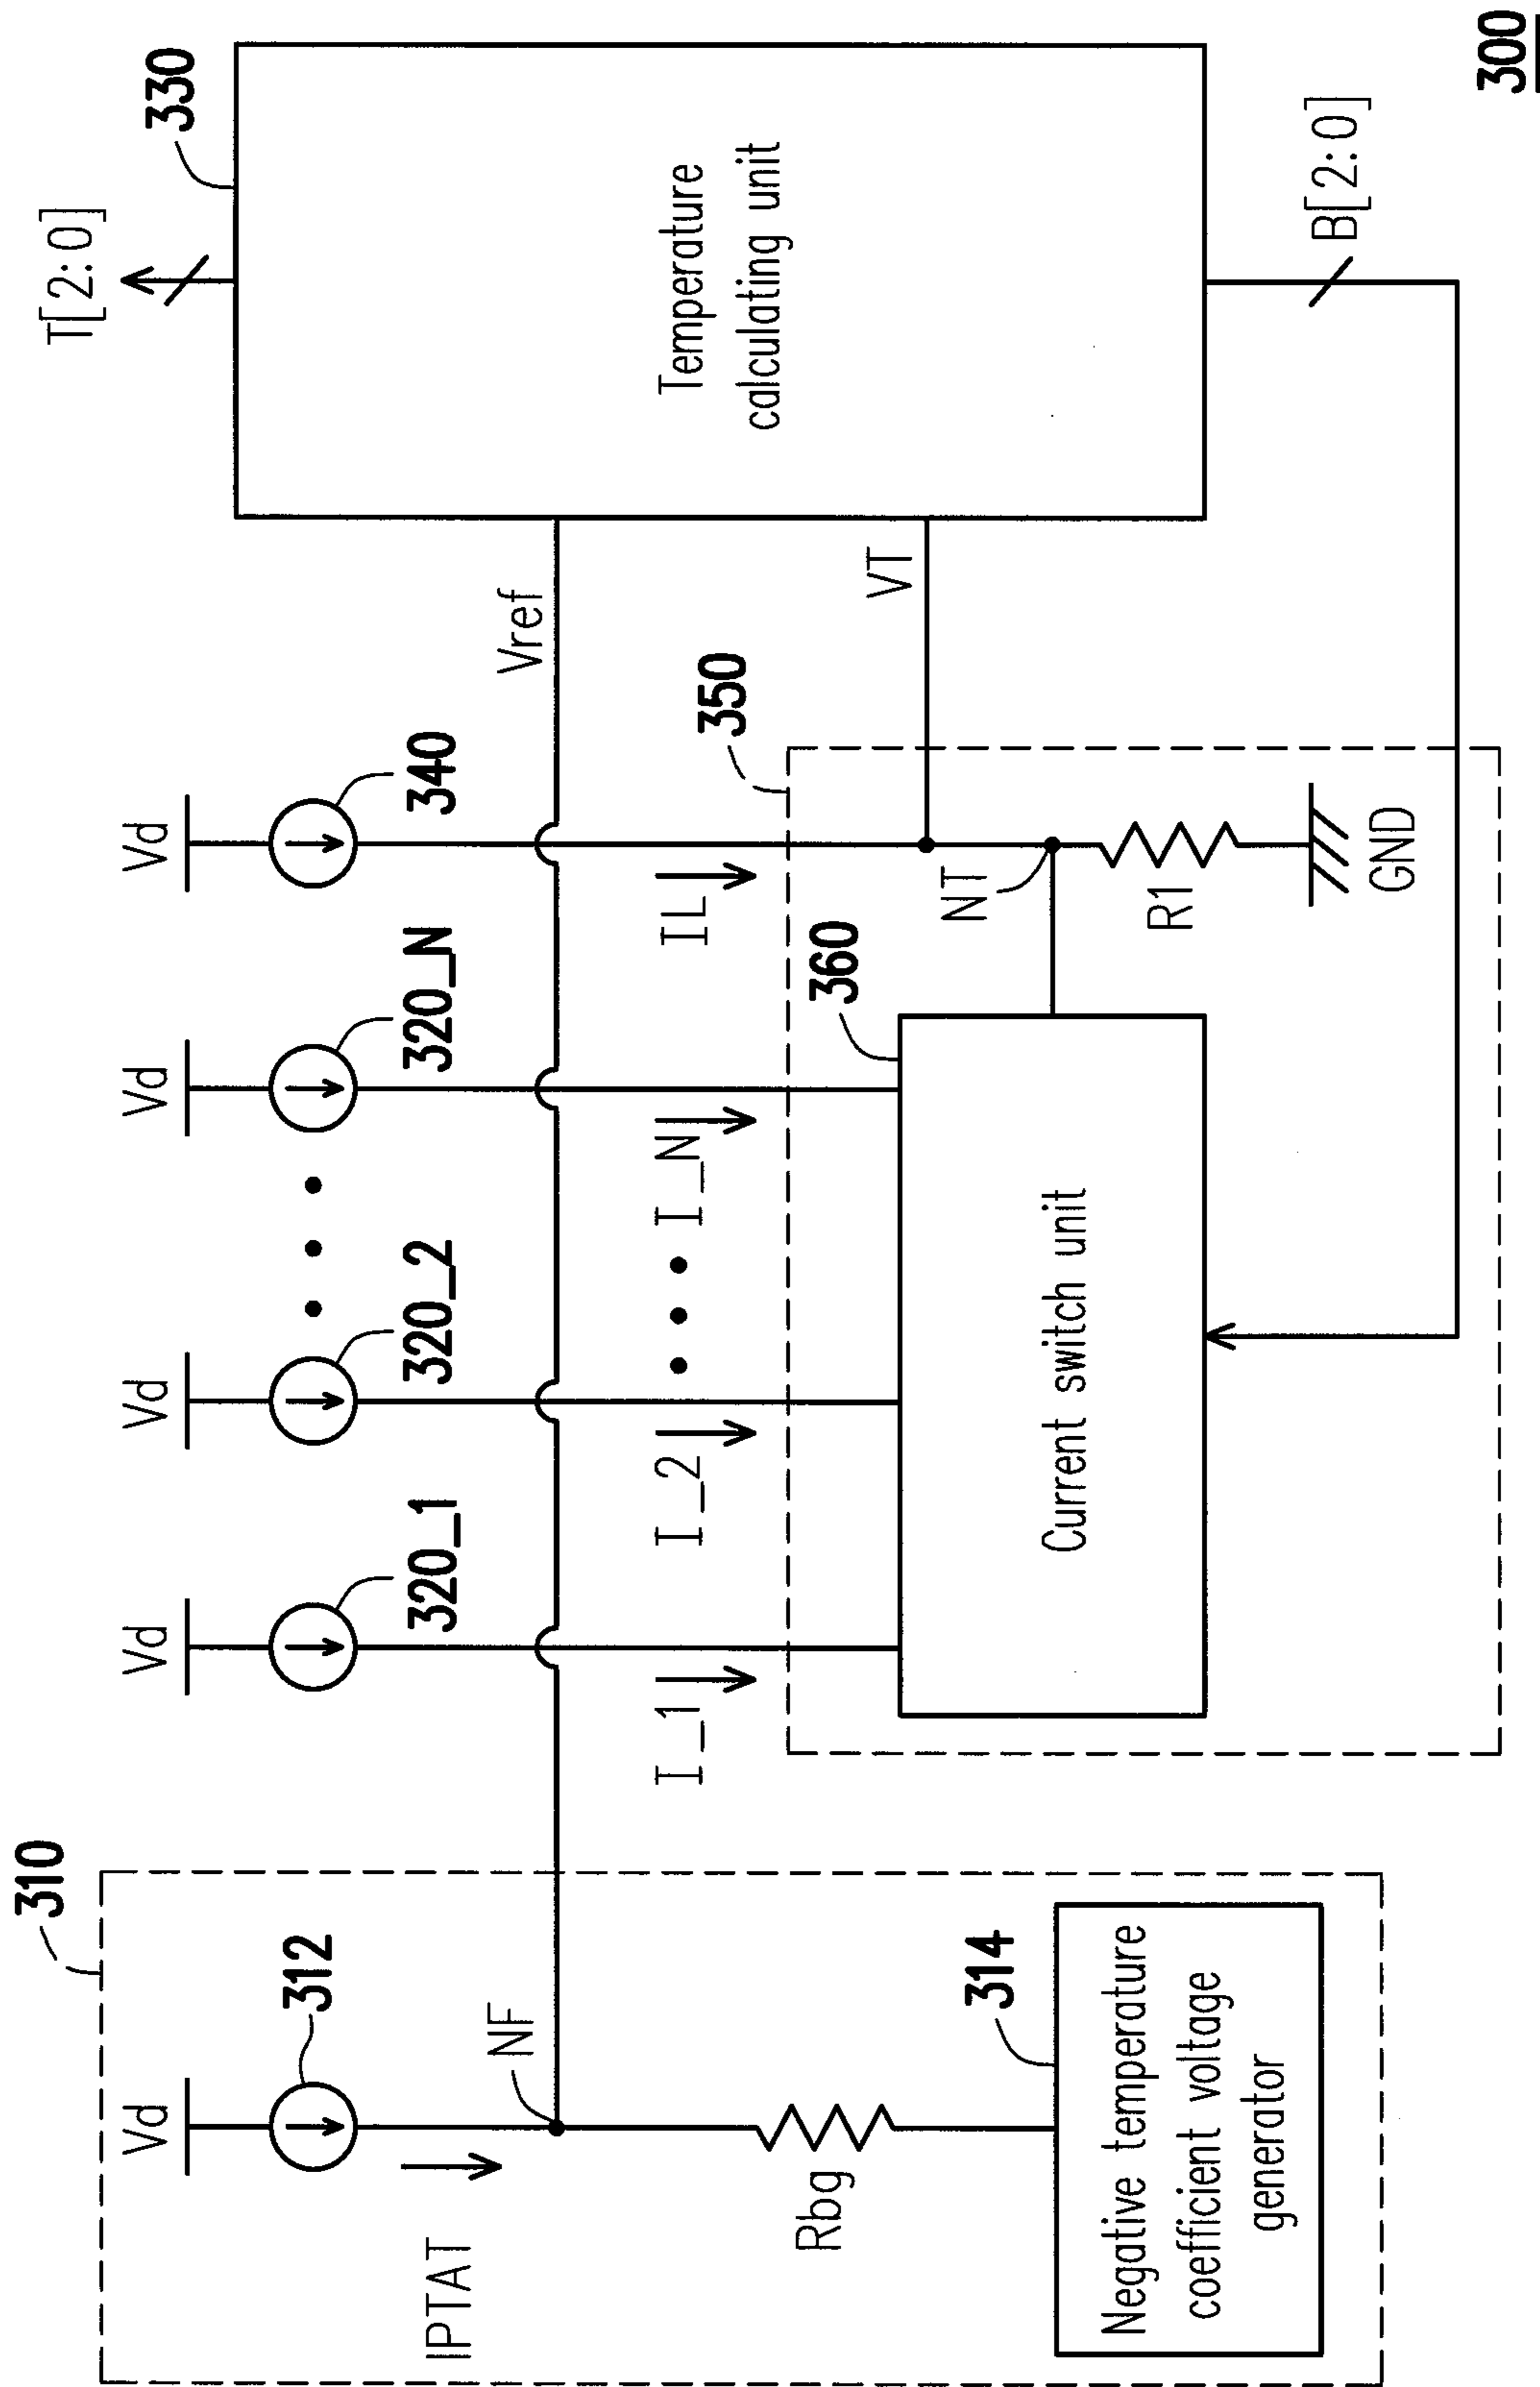 310
Vd
312
IPTAT
NF
Rbg
314
Negative temperature
coefficient voltage
generator
Vd
320_1
Vd
320_2
Vd
320_N
Vd
340
I_1
I_2
I_N
IL
Vref
350
360
Current switch unit
NT
R1
GND
VT
T[2:0]
330
Temperature
calculating unit
B[2:0]
300